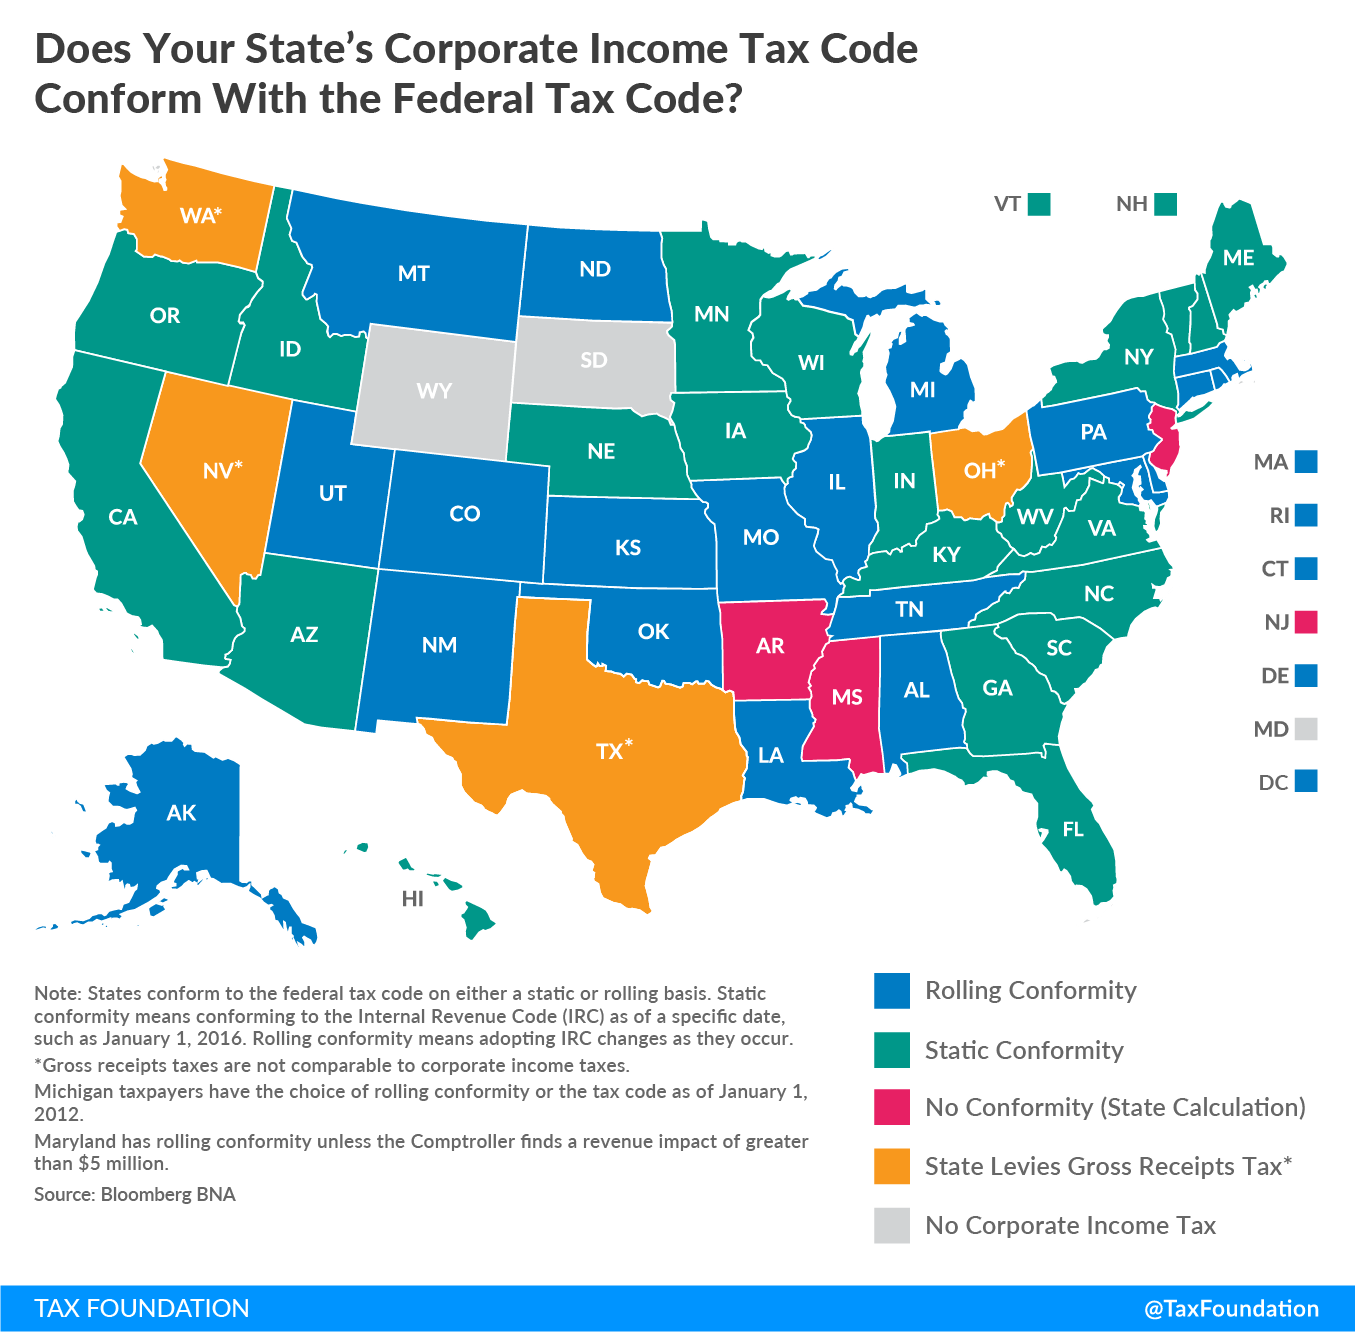 Does Your State’s Corporate Income Tax Code
Conform With the Federal Tax Code?
VT
NH
WA*
MT
ND
ME
OR
ID
MN
WI
NY
SD
WY
MI
IA
PA
NE
NV*
OH*
IL
IN
MA
UT
CO
WV
CA
RI
VA
KS
MO
KY
CT
NC
TN
NJ
AZ
NM
OK
AR
SC
DE
MS
AL
GA
MD
TX*
LA
DC
AK
FL
HI
Note: States conform to the federal tax code on either a static or rolling basis. Static
conformity means conforming to the Internal Revenue Code (IRC) as of a specific date,
such as January 1, 2016. Rolling conformity means adopting IRC changes as they occur.
*Gross receipts taxes are not comparable to corporate income taxes.
Michigan taxpayers have the choice of rolling conformity or the tax code as of January 1,
2012.
Maryland has rolling conformity unless the Comptroller finds a revenue impact of greater
than $5 million.
Source: Bloomberg BNA
Rolling Conformity
Static Conformity
No Conformity (State Calculation)
State Levies Gross Receipts Tax*
No Corporate Income Tax
TAX FOUNDATION
@TaxFoundation